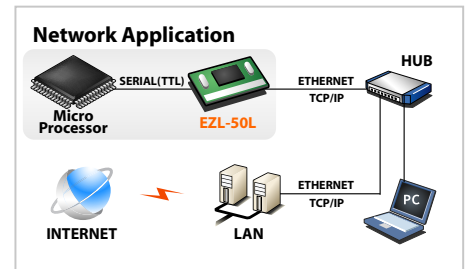 Network Application
HUB
SERIAL(TTL)
ETHERNET
TCP/IP
Micro
Processor
EZL-50L
ETHERNET
TCP/IP
PC
INTERNET
LAN